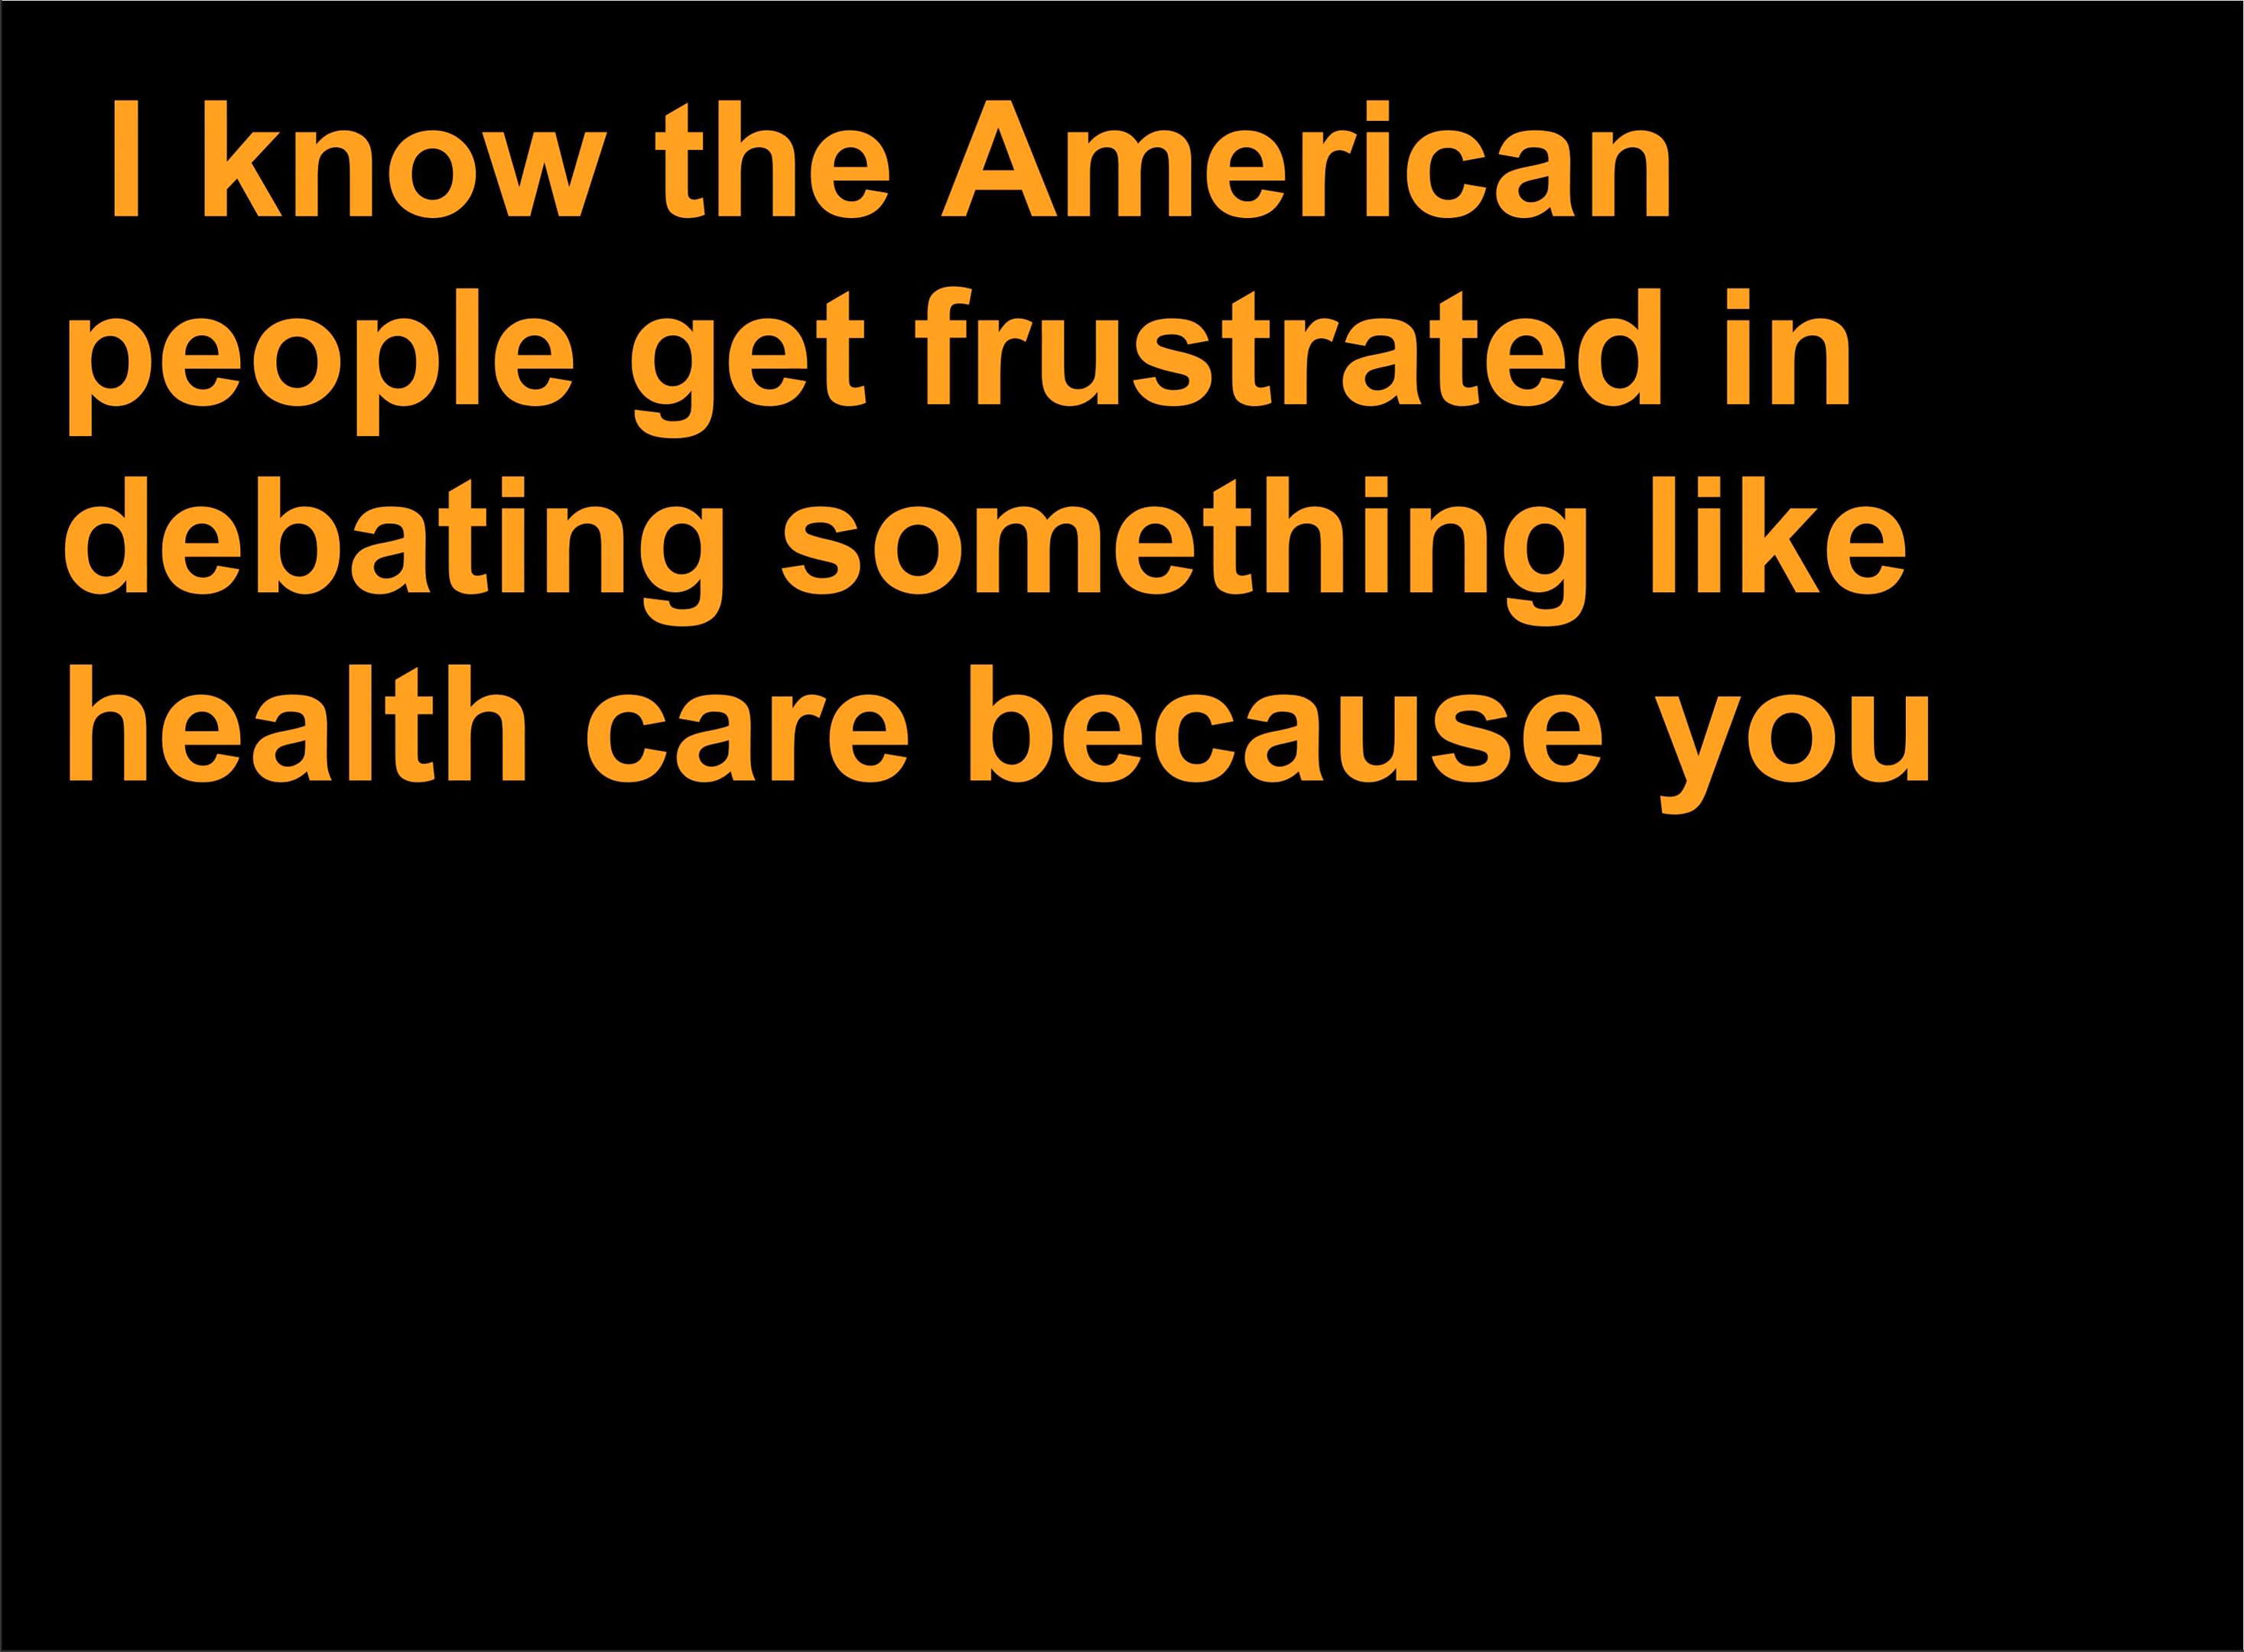 I know the American
people get frustrated in
debating something like
health care because you